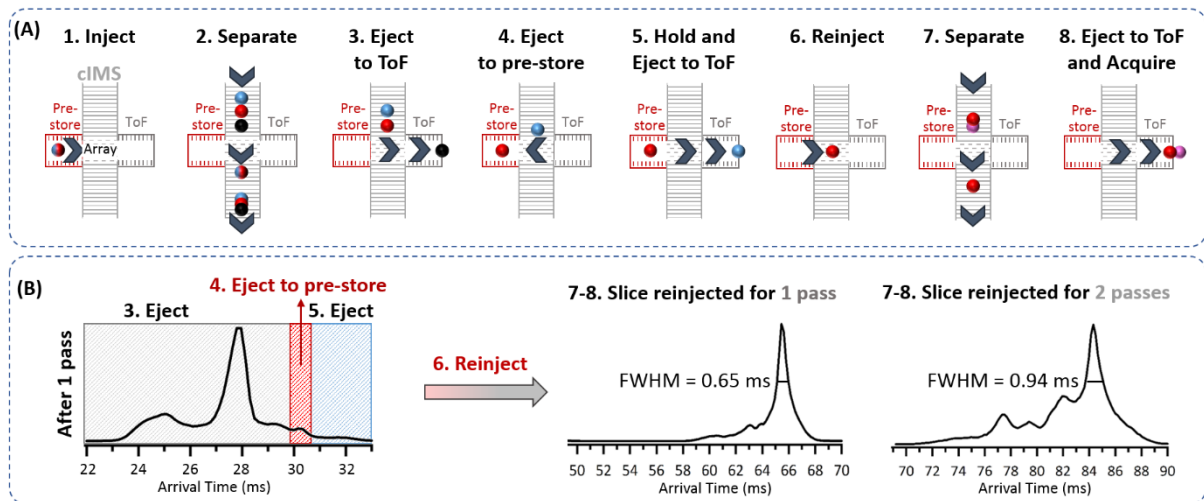 (A)
1. Inject
2. Separate
3. Eject
to ToF
4. Eject
to pre-store
5. Hold and
Eject to ToF
6. Reinject
7. Separate
8. Eject to ToF
and Acquire
cIMS
Pre-
store
Array
ToF
Pre-
store
ToF
Pre-
store
ToF
Pre-
store
ToF
Pre-
store
ToF
Pre-
store
ToF
Pre-
store
ToF
Pre-
store
ToF
(B)
4. Eject to pre-store
3. Eject
5. Eject
After 1 pass
22 25 28 30 32
Arrival Time (ms)
6. Reinject
7-8. Slice reinjected for 1 pass
FWHM = 0.65 ms
50 52 54 56 58 60 62 64 66 68 70
Arrival Time (ms)
7-8. Slice reinjected for 2 passes
FWHM = 0.94 ms
70 72 74 76 78 80 82 84 86 88 90
Arrival Time (ms)